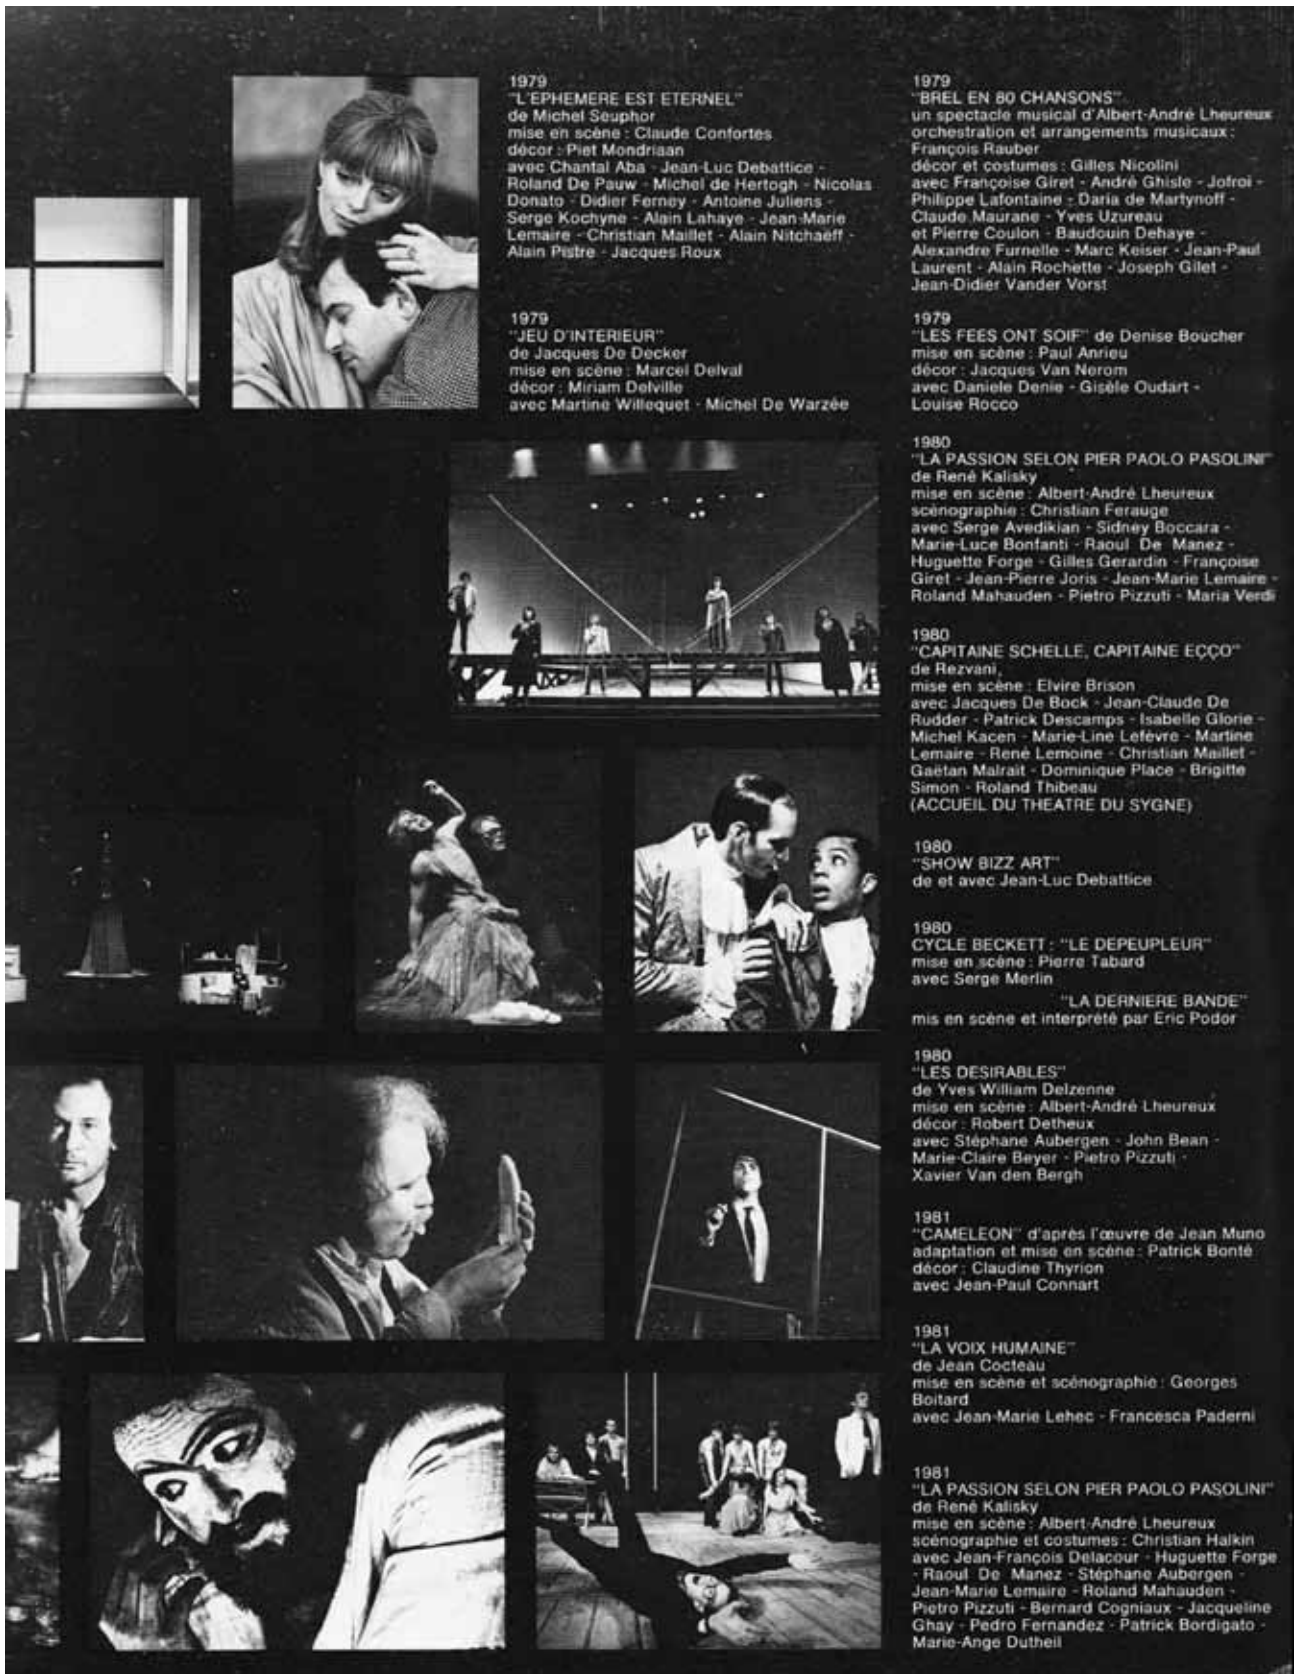 1979
"L'EPHEMERE EST ETERNEL"
de Michel Seuphor
mise en scène : Claude Confortes
décor : Piet Mondriaan
avec Chantal Aba - Jean-Luc Debattice -
Roland De Pauw - Michel de Hertogh - Nicolas
Donato - Didier Ferney - Antoine Juliens -
Serge Kochyne - Alain Lahaye - Jean-Marie
Lemaire - Christian Maillet - Alain Nitchaeff -
Alain Pistre - Jacques Roux
1979
"JEU D'INTERIEUR"
de Jacques De Decker
mise en scène : Marcel Delval
décor : Miriam Delville
avec Martine Willequet - Michel De Warzée
1979
"BREL EN 80 CHANSONS"
un spectacle musical d'Albert-André Lheureux
orchestration et arrangements musicaux :
François Rauber
décor et costumes : Gilles Nicolini
avec Françoise Giret - André Ghisle - Jofroi -
Philippe Lafontaine - Daria de Martynoff -
Claude Maurane - Yves Uzureau
et Pierre Coulon - Baudouin Dehaye -
Alexandre Furnelle - Marc Keiser - Jean-Paul
Laurent - Alain Rochette - Joseph Gilet -
Jean-Didier Vander Vorst
1979
"LES FEES ONT SOIF" de Denise Boucher
mise en scène : Paul Anrieu
décor : Jacques Van Nerom
avec Daniele Denie - Gisèle Oudart -
Louise Rocco
1980
"LA PASSION SELON PIER PAOLO PASOLINI"
de René Kalisky
mise en scène : Albert-André Lheureux
scénographie : Christian Ferauge
avec Serge Avedikian - Sidney Boccara -
Marie-Luce Bonfanti - Raoul De Manez -
Huguette Forge - Gilles Gerardin - Françoise
Giret - Jean-Pierre Joris - Jean-Marie Lemaire -
Roland Mahauden - Pietro Pizzuti - Maria Verdi
1980
"CAPITAINE SCHELLE, CAPITAINE EÇÇO"
de Rezvani,
mise en scène : Elvire Brison
avec Jacques De Bock - Jean-Claude De
Rudder - Patrick Descamps - Isabelle Glorie -
Michel Kacen - Marie-Line Lefèvre - Martine
Lemaire - René Lemoine - Christian Maillet -
Gaëtan Malrait - Dominique Place - Brigitte
Simon - Roland Thibeau
(ACCUEIL DU THEATRE DU SYGNE)
1980
"SHOW BIZZ ART"
de et avec Jean-Luc Debattice
1980
CYCLE BECKETT : "LE DEPEUPLEUR"
mise en scène : Pierre Tabard
avec Serge Merlin
"LA DERNIERE BANDE"
mis en scène et interprété par Eric Podor
1980
"LES DESIRABLES"
de Yves William Delzenne
mise en scène : Albert-André Lheureux
décor : Robert Detheux
avec Stéphane Aubergen - John Bean -
Marie-Claire Beyer - Pietro Pizzuti -
Xavier Van den Bergh
1981
"CAMELEON" d'après l'œuvre de Jean Muno
adaptation et mise en scène : Patrick Bonté
décor : Claudine Thyrion
avec Jean-Paul Connart
1981
"LA VOIX HUMAINE"
de Jean Cocteau
mise en scène et scénographie : Georges
Boitard
avec Jean-Marie Lehec - Francesca Paderni
1981
"LA PASSION SELON PIER PAOLO PASOLINI"
de René Kalisky
mise en scène : Albert-André Lheureux
scénographie et costumes : Christian Halkin
avec Jean-François Delacour - Huguette Forge
- Raoul De Manez - Stéphane Aubergen -
Jean-Marie Lemaire - Roland Mahauden -
Pietro Pizzuti - Bernard Cogniaux - Jacqueline
Ghay - Pedro Fernandez - Patrick Bordigato -
Marie-Ange Dutheil